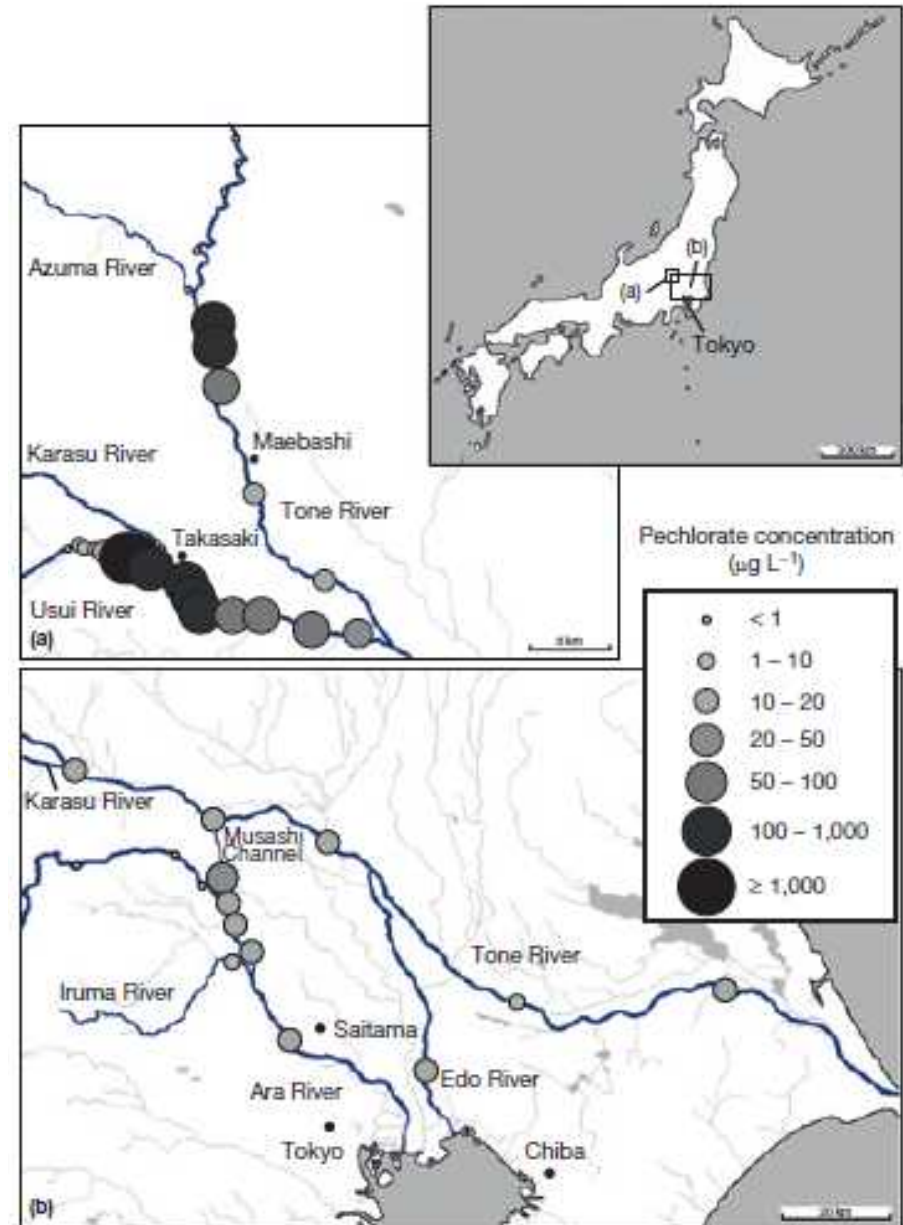 (b)
(a)
Tokyo
Azuma River
Karasu River
Maebashi
Tone River
Takasaki
Usui River
(a)
Pechlorate concentration
(µg L⁻¹)
< 1
1 – 10
10 – 20
20 – 50
50 – 100
100 – 1,000
≥ 1,000
Karasu River
Musashi
Channel
Tone River
Iruma River
Saitama
Ara River
Edo River
Tokyo
Chiba
(b)
20 km